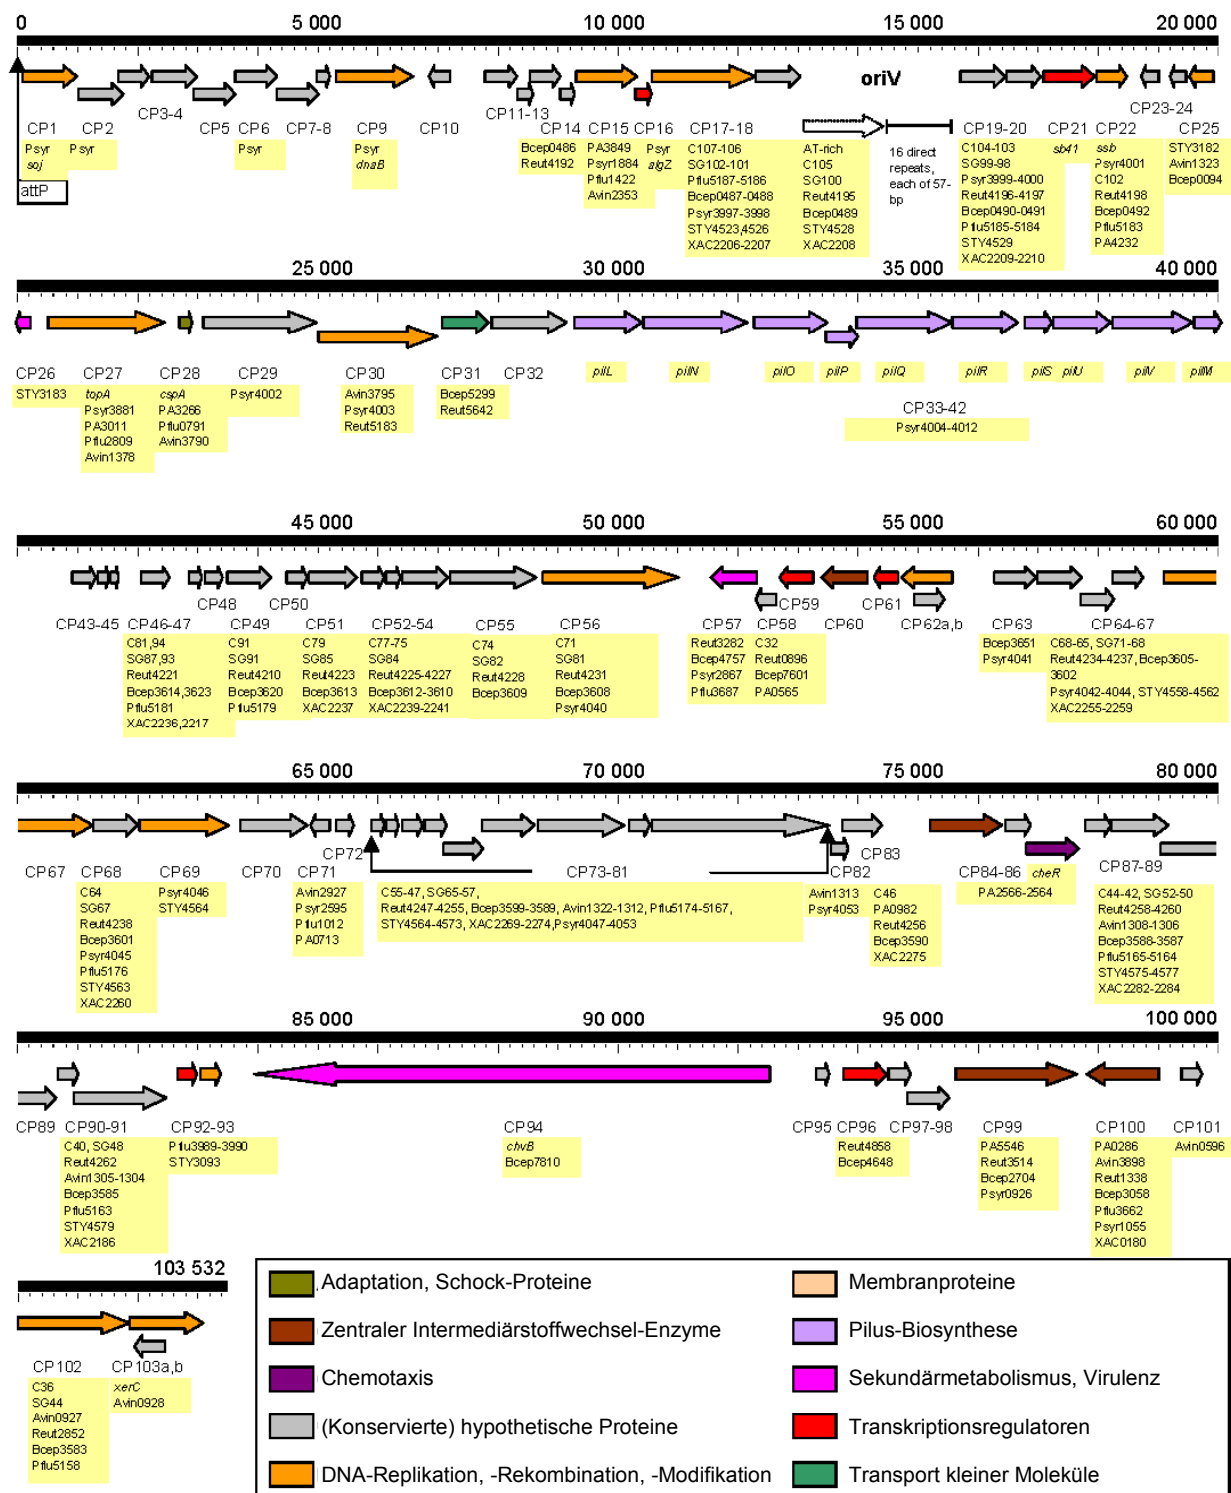 0 5 000 10 000 15 000 20 000
oriV
CP3-4 CP11-13 CP23-24
CP1 CP2 CP5 CP6 CP7-8 CP9 CP10 CP14 CP15 CP16 CP17-18 CP19-20 CP21 CP22 CP25
Psyr
soj
attP
Psyr
Psyr
Psyr
dnaB
Bcep0486
Reut4192
PA3849
Psyr1884
Pflu1422
Avin2353
Psyr
algZ
C107-106
SG102-101
Pflu5187-5186
Bcep0487-0488
Psyr3997-3998
STY4523,4526
XAC2206-2207
AT-rich
C105
SG100
Reut4195
Bcep0489
STY4528
XAC2208
16 direct
repeats,
each of 57-
bp
C104-103
SG99-98
Psyr3999-4000
Reut4196-4197
Bcep0490-0491
Pflu5185-5184
STY4529
XAC2209-2210
sb41
ssb
Psyr4001
C102
Reut4198
Bcep0492
Pflu5183
PA4232
STY3182
Avin1323
Bcep0094
25 000 30 000 35 000 40 000
CP26 CP27 CP28 CP29 CP30 CP31 CP32
pilL pilN pilO pilP pilQ pilR pilS pilU pilV pilM
CP33-42
Psyr4004-4012
STY3183
topA
Psyr3881
PA3011
Pflu2809
Avin1378
cspA
PA3266
Pflu0791
Avin3790
Psyr4002
Avin3795
Psyr4003
Reut5183
Bcep5299
Reut5642
45 000 50 000 55 000 60 000
CP48 CP50 CP59 CP61
CP43-45 CP46-47 CP49 CP51 CP52-54 CP55 CP56 CP57 CP58 CP60 CP62a,b CP63 CP64-67
C81,94
SG87,93
Reut4221
Bcep3614,3623
Pflu5181
XAC2236,2217
C91
SG91
Reut4210
Bcep3620
Pflu5179
C79
SG85
Reut4223
Bcep3613
XAC2237
C77-75
SG84
Reut4225-4227
Bcep3612-3610
XAC2239-2241
C74
SG82
Reut4228
Bcep3609
C71
SG81
Reut4231
Bcep3608
Psyr4040
Reut3282
Bcep4757
Psyr2867
Pflu3687
C32
Reut0896
Bcep7601
PA0565
Bcep3651
Psyr4041
C68-65, SG71-68
Reut4234-4237, Bcep3605-
3602
Psyr4042-4044, STY4558-4562
XAC2255-2259
65 000 70 000 75 000 80 000
CP72 CP83
CP67 CP68 CP69 CP70 CP71 CP73-81 CP82 CP84-86 cheR CP87-89
C64
SG67
Reut4238
Bcep3601
Psyr4045
Pflu5176
STY4563
XAC2260
Psyr4046
STY4564
Avin2927
Psyr2595
Pflu1012
PA0713
C55-47, SG65-57,
Reut4247-4255, Bcep3599-3589, Avin1322-1312, Pflu5174-5167,
STY4564-4573, XAC2269-2274,Psyr4047-4053
Avin1313
Psyr4053
C46
PA0982
Reut4256
Bcep3590
XAC2275
PA2566-2564
C44-42, SG52-50
Reut4258-4260
Avin1308-1306
Bcep3588-3587
Pflu5165-5164
STY4575-4577
XAC2282-2284
85 000 90 000 95 000 100 000
CP89 CP90-91 CP92-93 CP94 CP95 CP96 CP97-98 CP99 CP100 CP101
C40, SG48
Reut4262
Avin1305-1304
Bcep3585
Pflu5163
STY4579
XAC2186
Pflu3989-3990
STY3093
chvB
Bcep7810
Reut4858
Bcep4648
PA5546
Reut3514
Bcep2704
Psyr0926
PA0286
Avin3898
Reut1338
Bcep3058
Pflu3662
Psyr1055
XAC0180
Avin0596
103 532
CP102 CP103a,b
C36
SG44
Avin0927
Reut2852
Bcep3583
Pflu5158
xerC
Avin0928
Adaptation, Schock-Proteine
Zentraler Intermediärstoffwechsel-Enzyme
Chemotaxis
(Konservierte) hypothetische Proteine
DNA-Replikation, -Rekombination, -Modifikation
Membranproteine
Pilus-Biosynthese
Sekundärmetabolismus, Virulenz
Transkriptionsregulatoren
Transport kleiner Moleküle